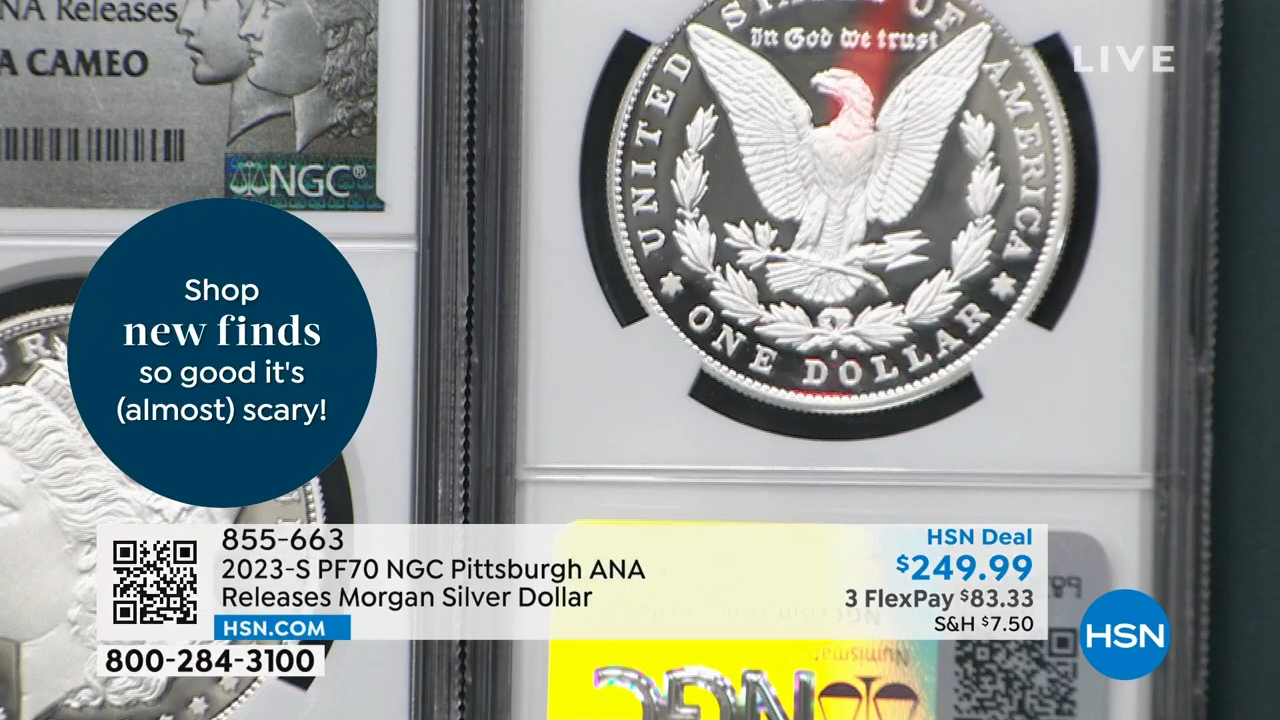 NA Releases
A CAMEO
NGC®
UNITED STATES OF AMERICA
In God we trust
ONE DOLLAR
LIVE
Shop
new finds
so good it's
(almost) scary!
855-663
2023-S PF70 NGC Pittsburgh ANA
Releases Morgan Silver Dollar
HSN.COM
800-284-3100
HSN Deal
$249.99
3 FlexPay $83.33
S&H $7.50
HSN
Numismat
NGC